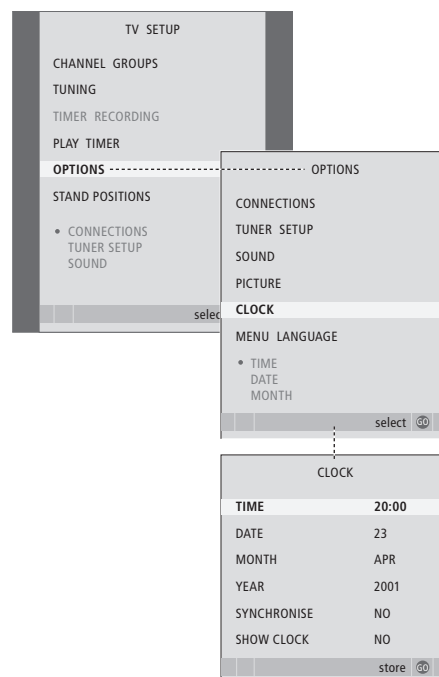 TV SETUP
CHANNEL GROUPS
TUNING
TIMER RECORDING
PLAY TIMER
OPTIONS
STAND POSITIONS
• CONNECTIONS
TUNER SETUP
SOUND
selec
OPTIONS
CONNECTIONS
TUNER SETUP
SOUND
PICTURE
CLOCK
MENU LANGUAGE
• TIME
DATE
MONTH
select GO
CLOCK
TIME 20:00
DATE 23
MONTH APR
YEAR 2001
SYNCHRONISE NO
SHOW CLOCK NO
store GO